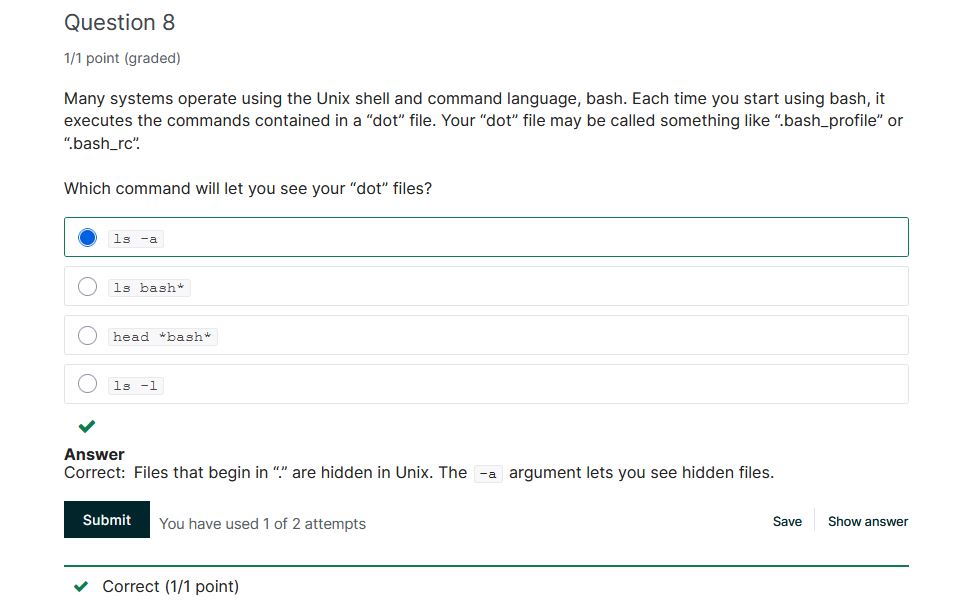 Question 8
1/1 point (graded)
Many systems operate using the Unix shell and command language, bash. Each time you start using bash, it
executes the commands contained in a “dot” file. Your “dot” file may be called something like “.bash_profile” or
“.bash_rc”.
Which command will let you see your “dot” files?
ls -a
ls bash*
head *bash*
ls -l
Answer
Correct: Files that begin in “.” are hidden in Unix. The -a argument lets you see hidden files.
Submit You have used 1 of 2 attempts Save Show answer
Correct (1/1 point)